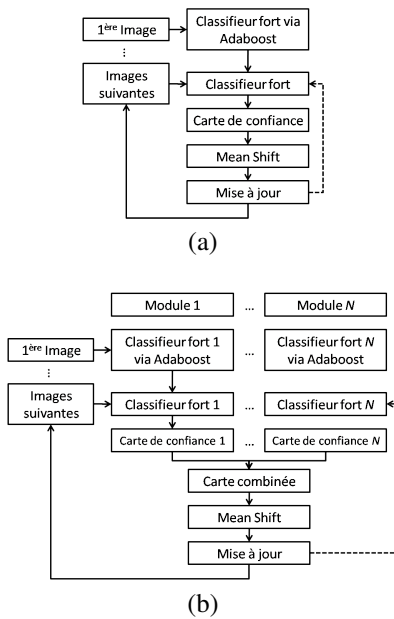 Classifieur fort via
Adaboost
1ère Image
⋮
Images
suivantes
Classifieur fort
Carte de confiance
Mean Shift
Mise à jour
(a)
Module 1
...
Module N
Classifieur fort 1
via Adaboost
...
Classifieur fort N
via Adaboost
1ère Image
⋮
Images
suivantes
Classifieur fort 1
...
Classifieur fort N
Carte de confiance 1
...
Carte de confiance N
Carte combinée
Mean Shift
Mise à jour
(b)